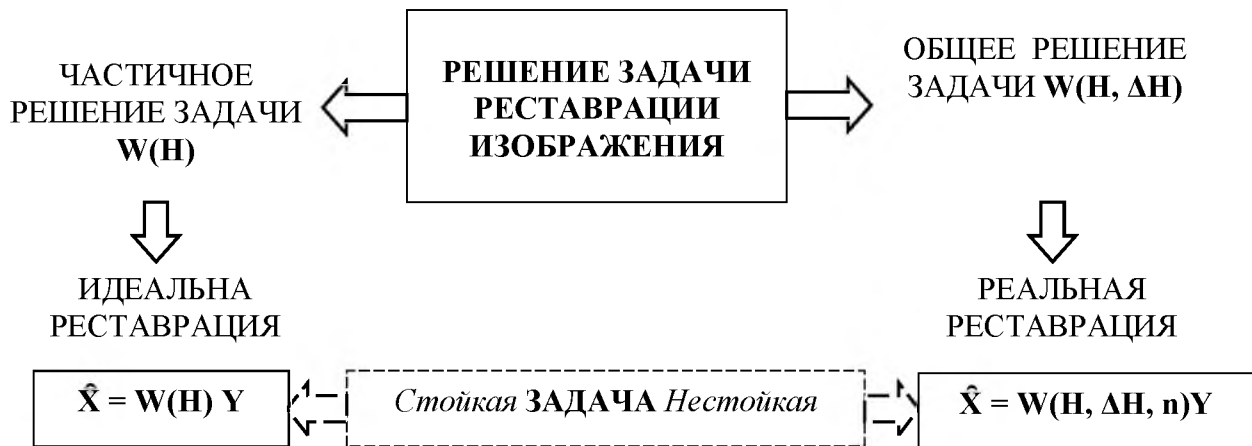 ЧАСТИЧНОЕ
РЕШЕНИЕ ЗАДАЧИ
W(H)
РЕШЕНИЕ ЗАДАЧИ
РЕСТАВРАЦИИ
ИЗОБРАЖЕНИЯ
ОБЩЕЕ РЕШЕНИЕ
ЗАДАЧИ W(H, ΔH)
ИДЕАЛЬНА
РЕСТАВРАЦИЯ
РЕАЛЬНАЯ
РЕСТАВРАЦИЯ
X̂ = W(H) Y
Стойкая ЗАДАЧА Нестойкая
X̂ = W(H, ΔH, n)Y